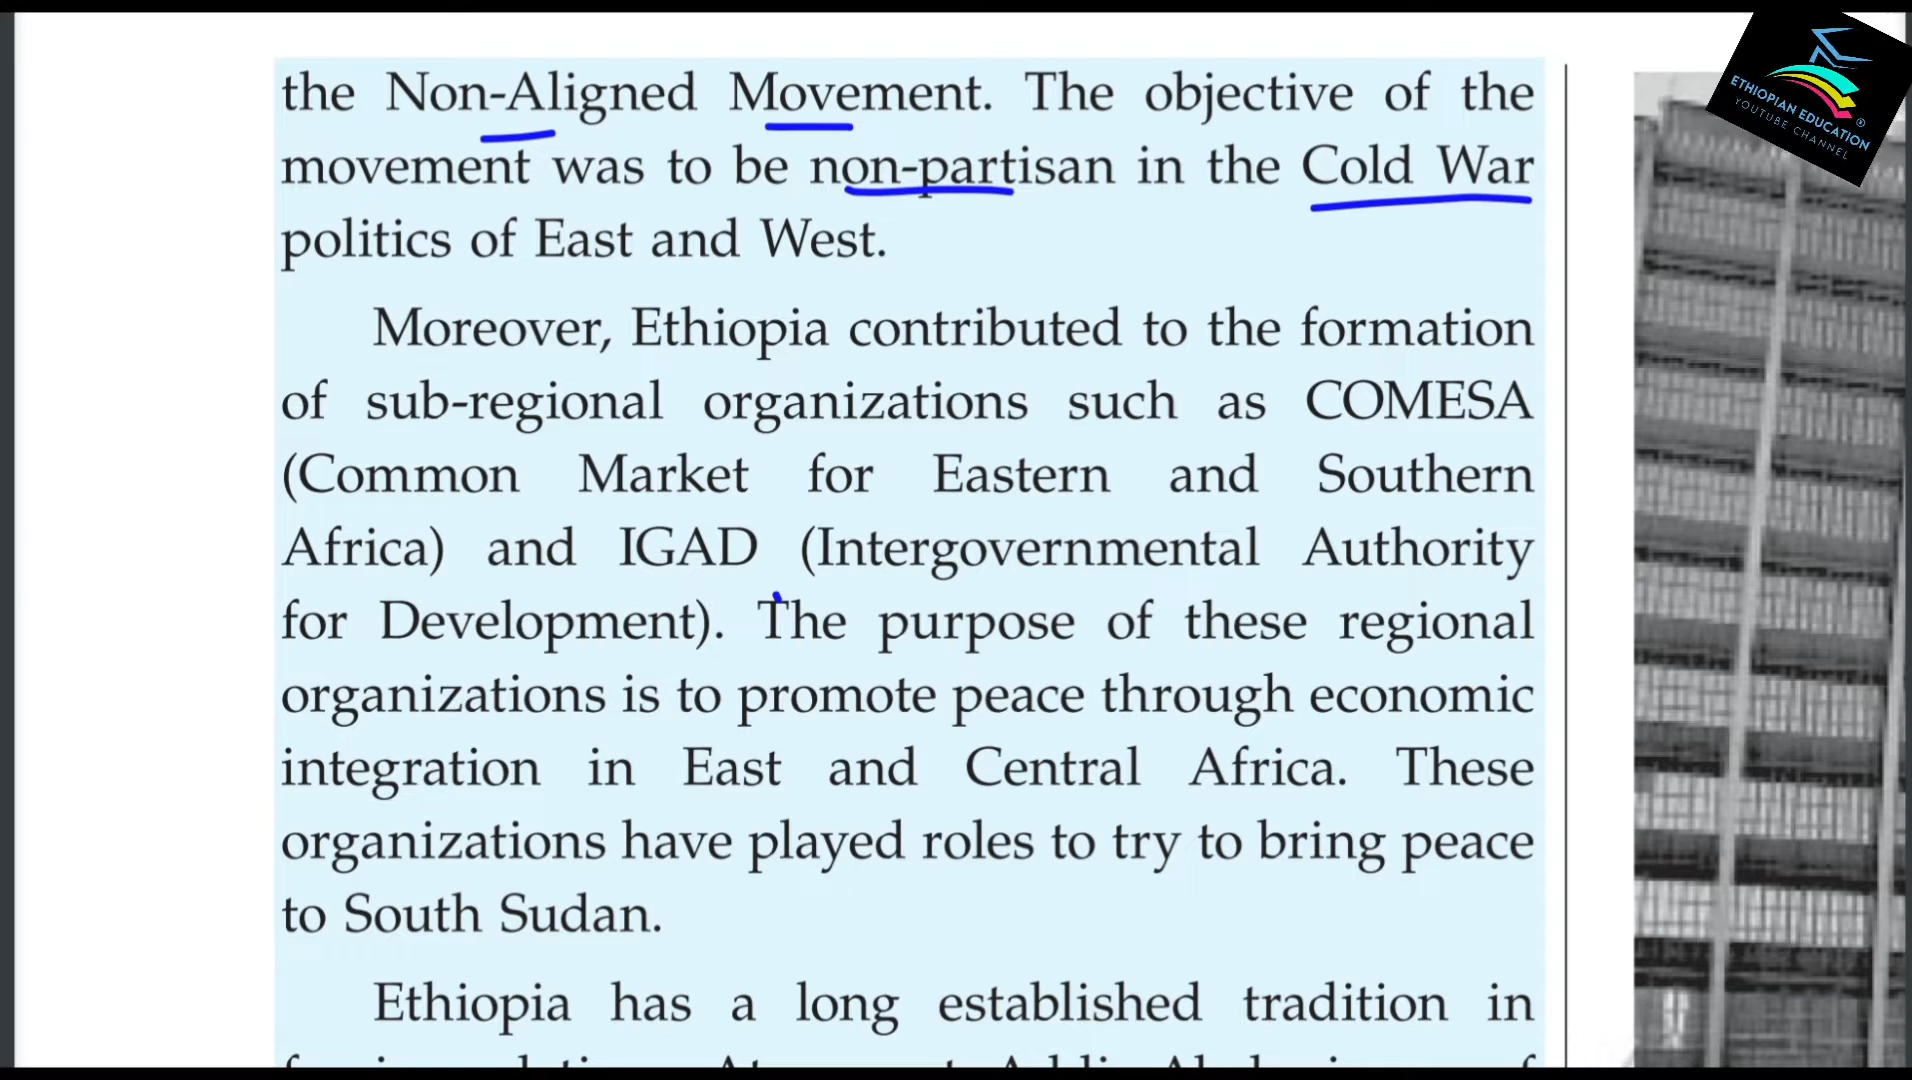 the Non-Aligned Movement. The objective of the
movement was to be non-partisan in the Cold War
politics of East and West.
Moreover, Ethiopia contributed to the formation
of sub-regional organizations such as COMESA
(Common Market for Eastern and Southern
Africa) and IGAD (Intergovernmental Authority
for Development). The purpose of these regional
organizations is to promote peace through economic
integration in East and Central Africa. These
organizations have played roles to try to bring peace
to South Sudan.
Ethiopia has a long established tradition in
ETHIOPIAN EDUCATION
YOUTUBE CHANNEL